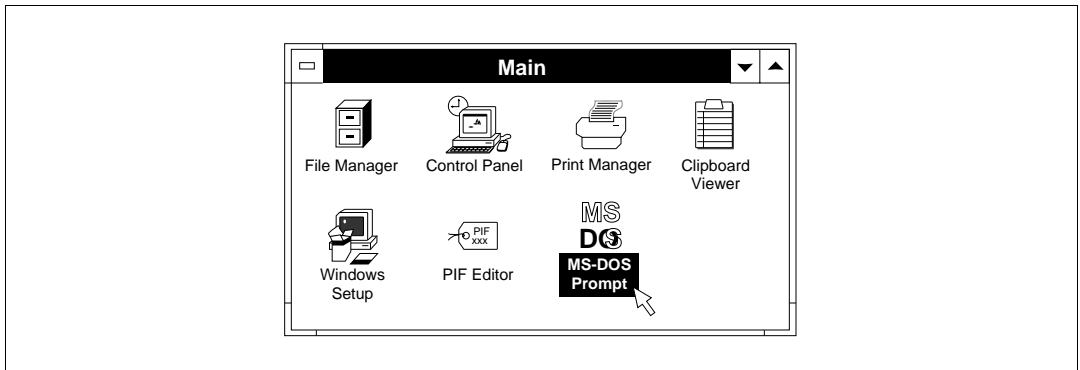 Main
File Manager
Control Panel
Print Manager
Clipboard
Viewer
MS
DOS
PIF
xxx
Windows
Setup
PIF Editor
MS-DOS
Prompt